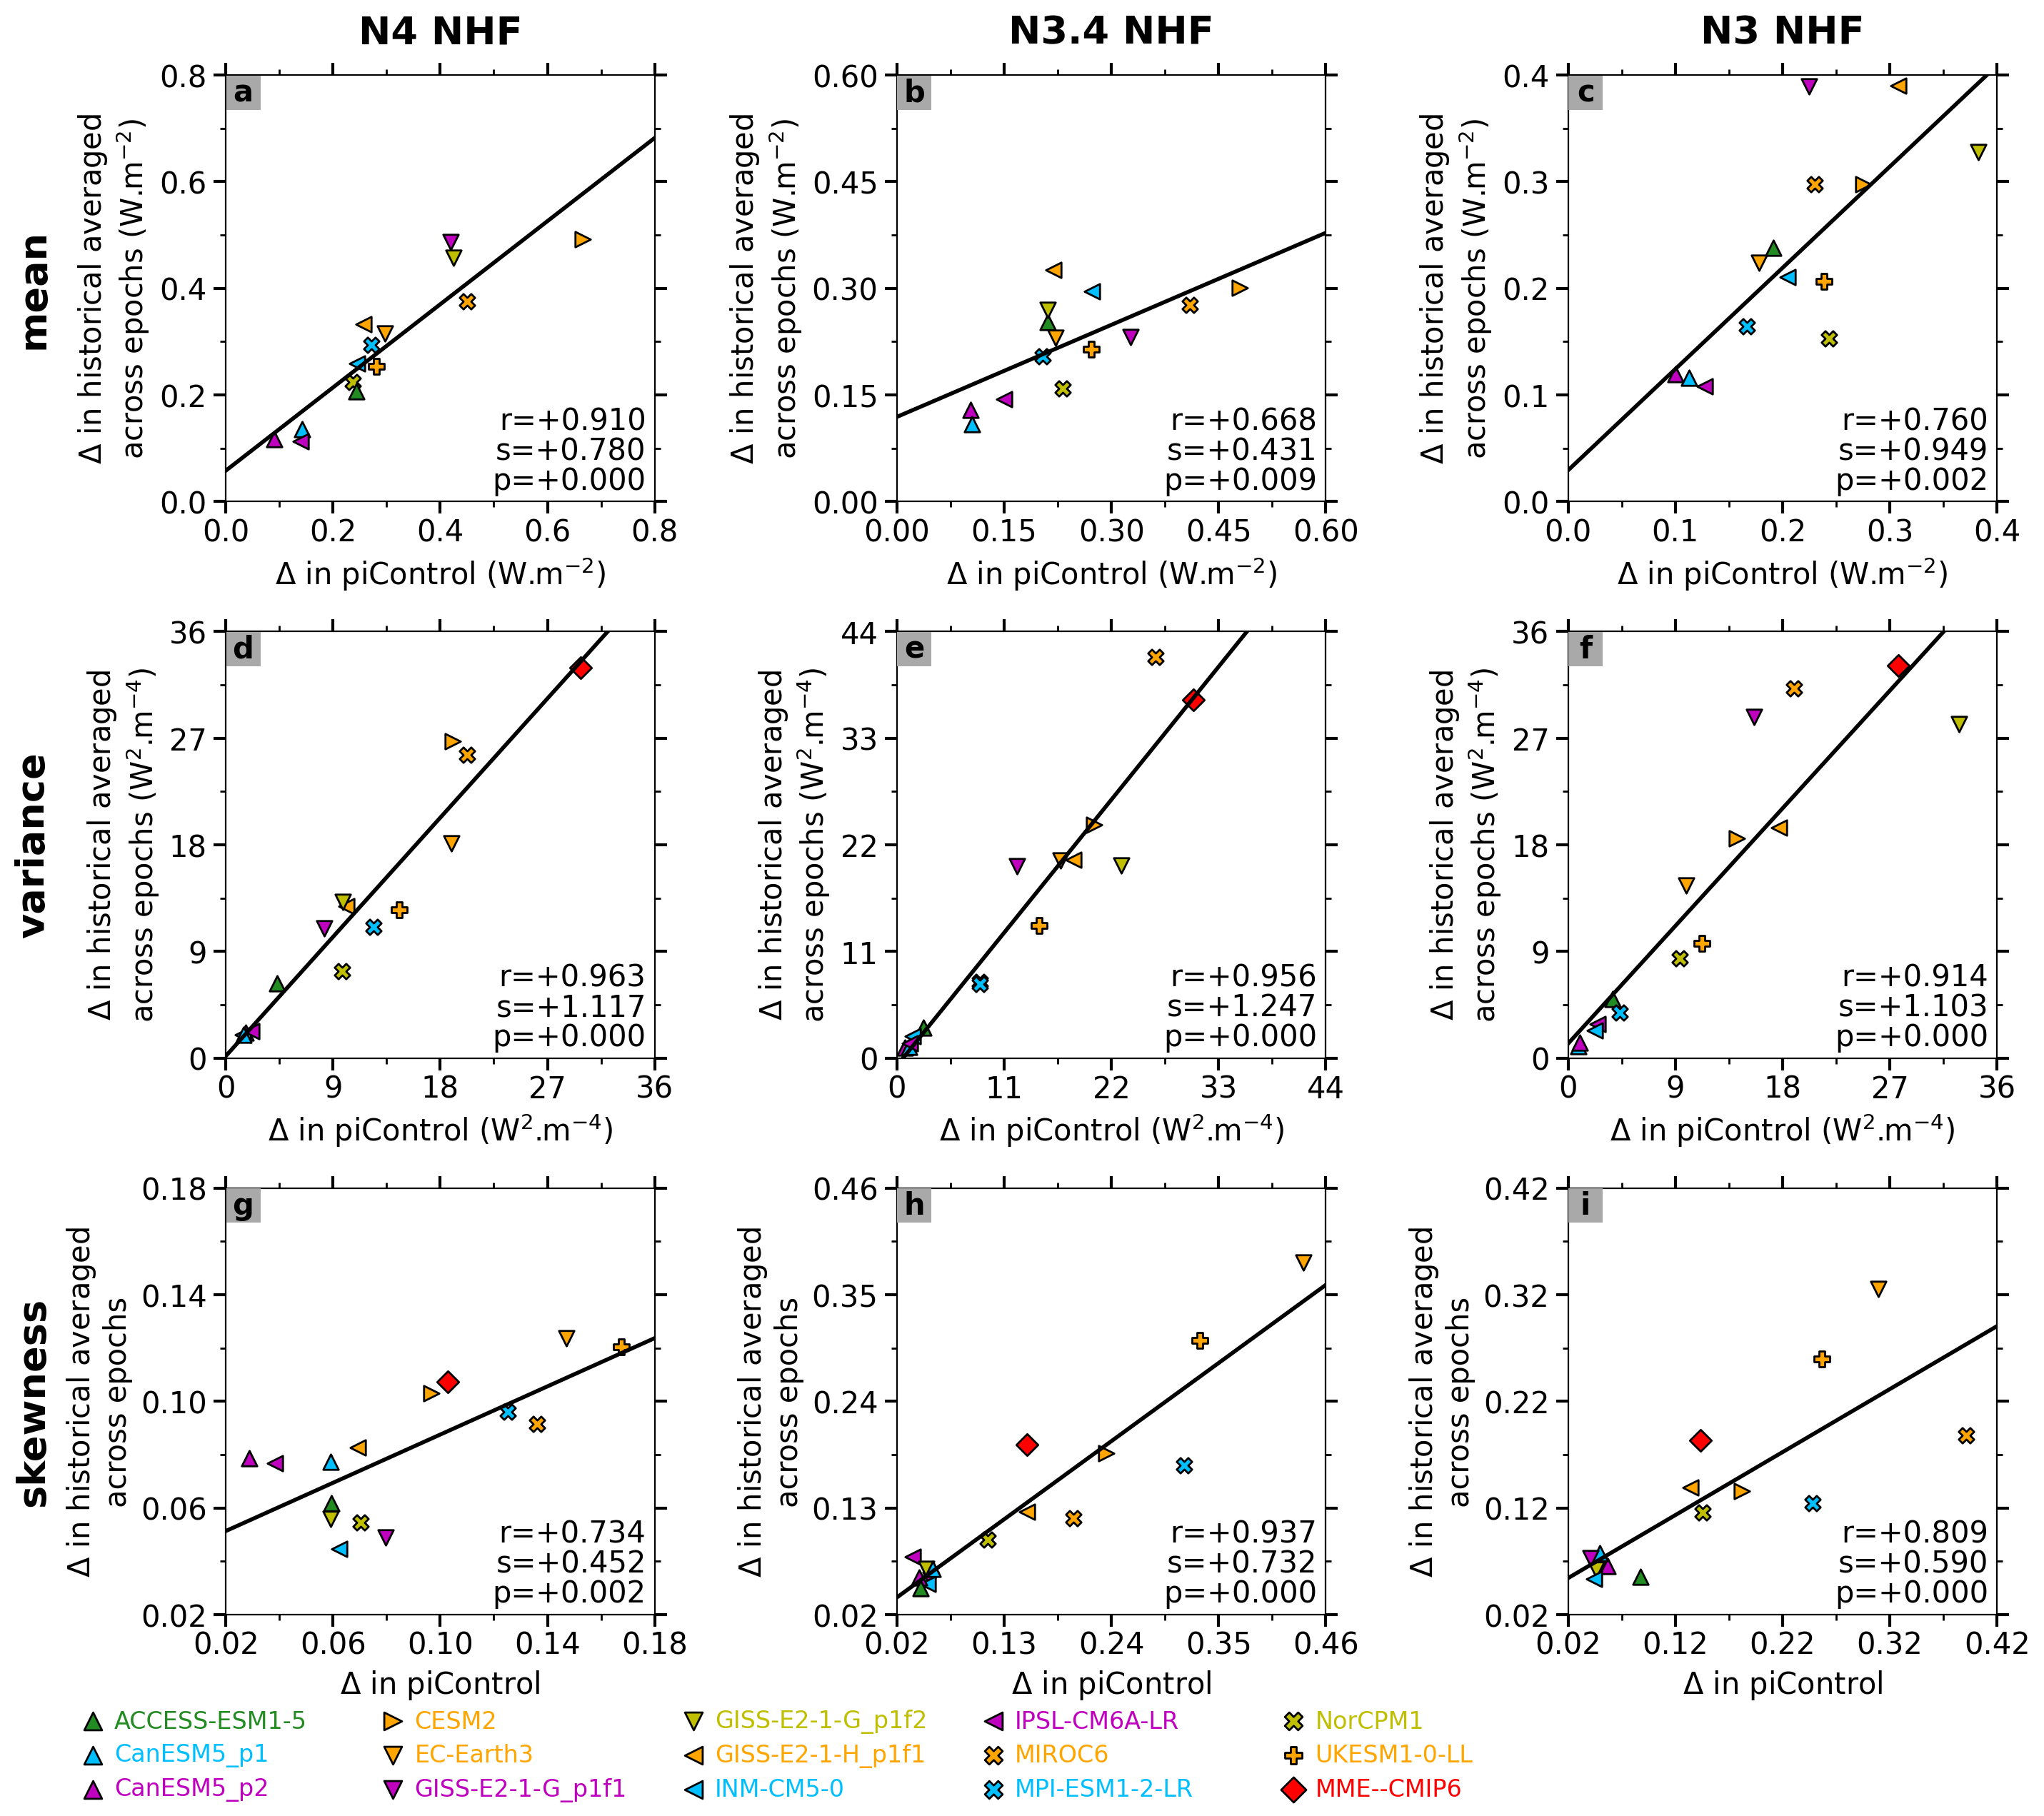 N4 NHF N3.4 NHF N3 NHF
mean
a
Δ in historical averaged
across epochs (W.m⁻²)
0.8
0.6
0.4
0.2
0.0
r=+0.910
s=+0.780
p=+0.000
0.0 0.2 0.4 0.6 0.8
Δ in piControl (W.m⁻²)
b
Δ in historical averaged
across epochs (W.m⁻²)
0.60
0.45
0.30
0.15
0.00
r=+0.668
s=+0.431
p=+0.009
0.00 0.15 0.30 0.45 0.60
Δ in piControl (W.m⁻²)
c
Δ in historical averaged
across epochs (W.m⁻²)
0.4
0.3
0.2
0.1
0.0
r=+0.760
s=+0.949
p=+0.002
0.0 0.1 0.2 0.3 0.4
Δ in piControl (W.m⁻²)
variance
d
Δ in historical averaged
across epochs (W².m⁻⁴)
36
27
18
9
0
r=+0.963
s=+1.117
p=+0.000
0 9 18 27 36
Δ in piControl (W².m⁻⁴)
e
Δ in historical averaged
across epochs (W².m⁻⁴)
44
33
22
11
0
r=+0.956
s=+1.247
p=+0.000
0 11 22 33 44
Δ in piControl (W².m⁻⁴)
f
Δ in historical averaged
across epochs (W².m⁻⁴)
36
27
18
9
0
r=+0.914
s=+1.103
p=+0.000
0 9 18 27 36
Δ in piControl (W².m⁻⁴)
skewness
g
Δ in historical averaged
across epochs
0.18
0.14
0.10
0.06
0.02
r=+0.734
s=+0.452
p=+0.002
0.02 0.06 0.10 0.14 0.18
Δ in piControl
h
Δ in historical averaged
across epochs
0.46
0.35
0.24
0.13
0.02
r=+0.937
s=+0.732
p=+0.000
0.02 0.13 0.24 0.35 0.46
Δ in piControl
i
Δ in historical averaged
across epochs
0.42
0.32
0.22
0.12
0.02
r=+0.809
s=+0.590
p=+0.000
0.02 0.12 0.22 0.32 0.42
Δ in piControl
ACCESS-ESM1-5 CESM2 GISS-E2-1-G_p1f2 IPSL-CM6A-LR NorCPM1
CanESM5_p1 EC-Earth3 GISS-E2-1-H_p1f1 MIROC6 UKESM1-0-LL
CanESM5_p2 GISS-E2-1-G_p1f1 INM-CM5-0 MPI-ESM1-2-LR MME--CMIP6